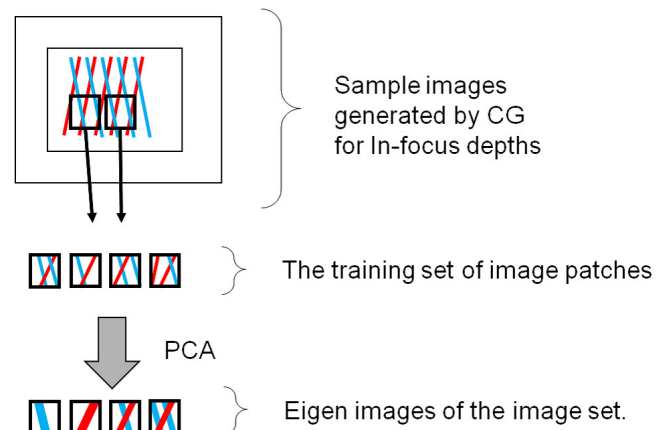 Sample images
generated by CG
for In-focus depths
The training set of image patches
PCA
Eigen images of the image set.